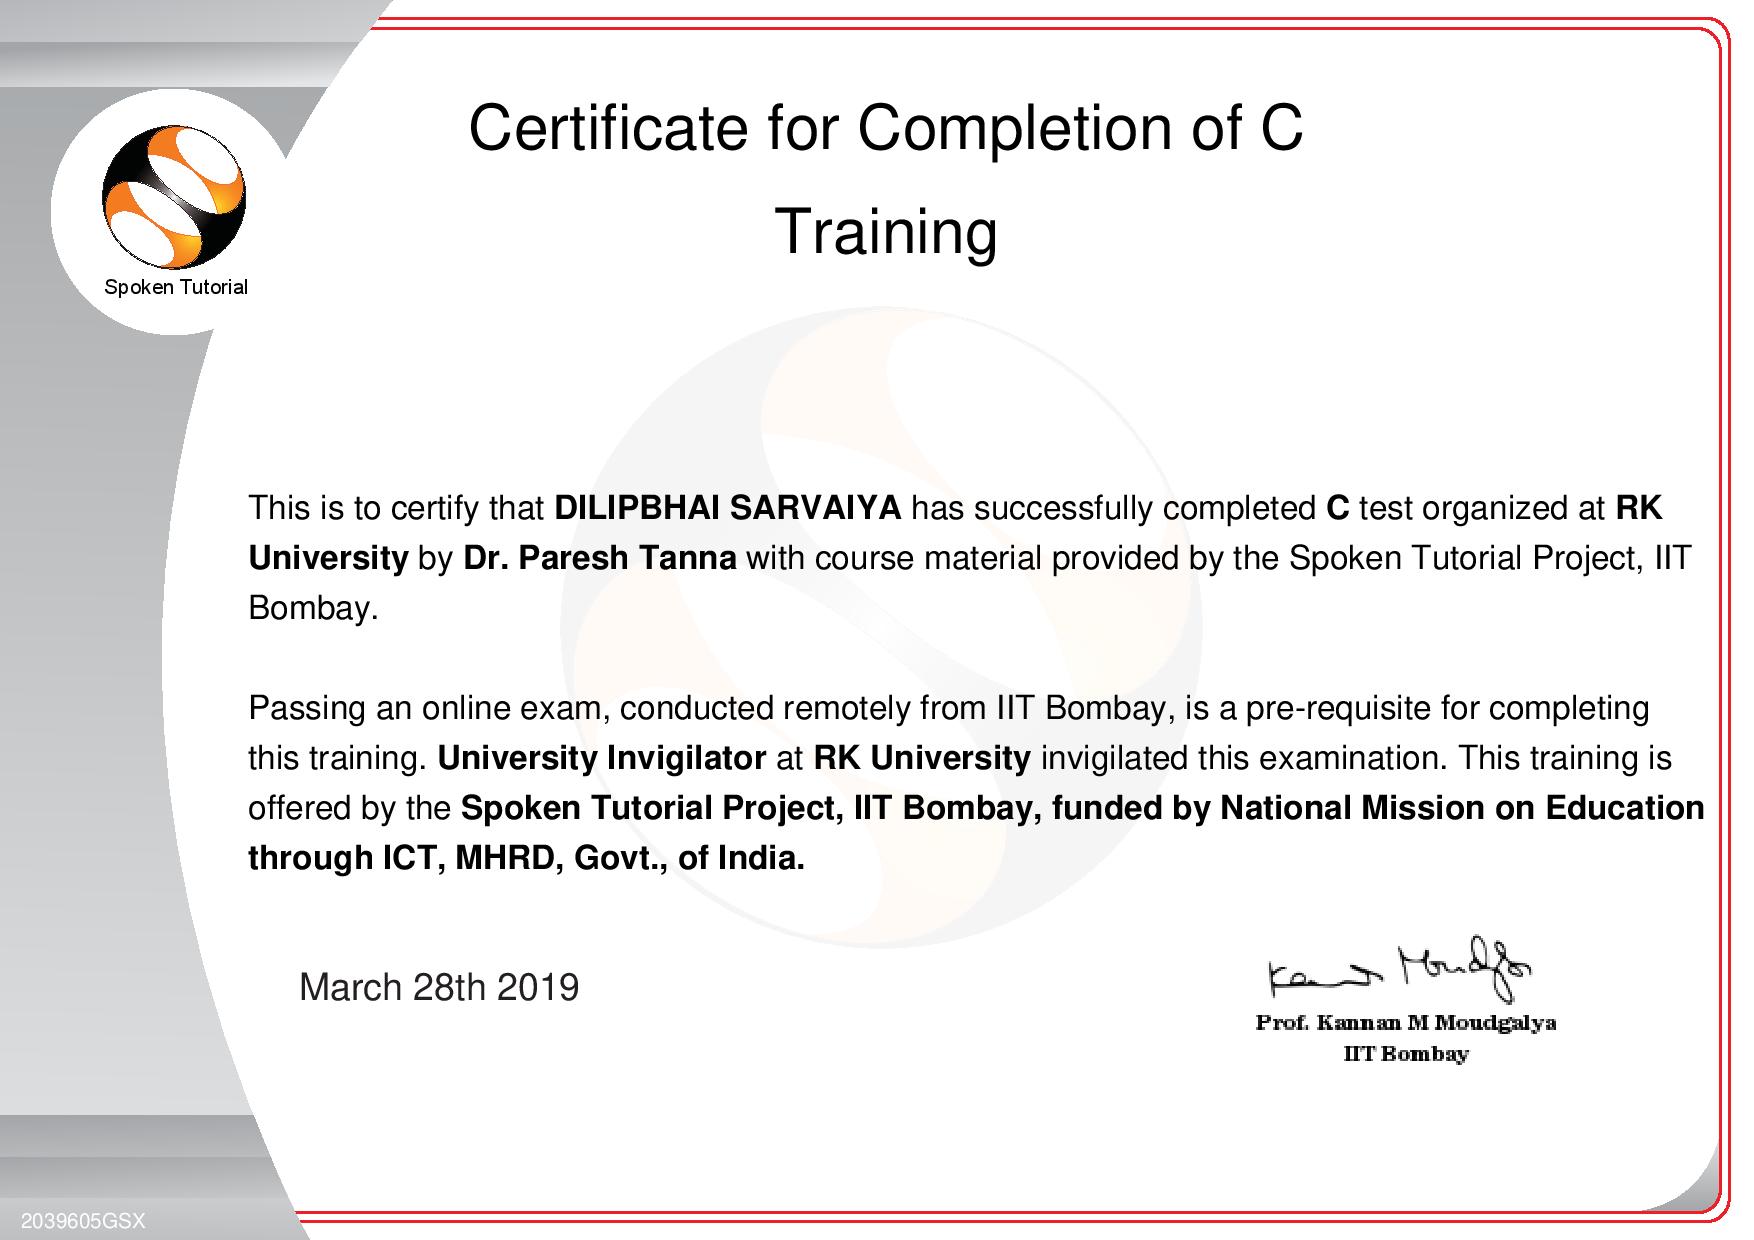 Certificate for Completion of C
Training
Spoken Tutorial
This is to certify that DILIPBHAI SARVAIYA has successfully completed C test organized at RK
University by Dr. Paresh Tanna with course material provided by the Spoken Tutorial Project, IIT
Bombay.
Passing an online exam, conducted remotely from IIT Bombay, is a pre-requisite for completing
this training. University Invigilator at RK University invigilated this examination. This training is
offered by the Spoken Tutorial Project, IIT Bombay, funded by National Mission on Education
through ICT, MHRD, Govt., of India.
March 28th 2019
Kannan Moudgalya
Prof. Kannan M Moudgalya
IIT Bombay
2039605GSX